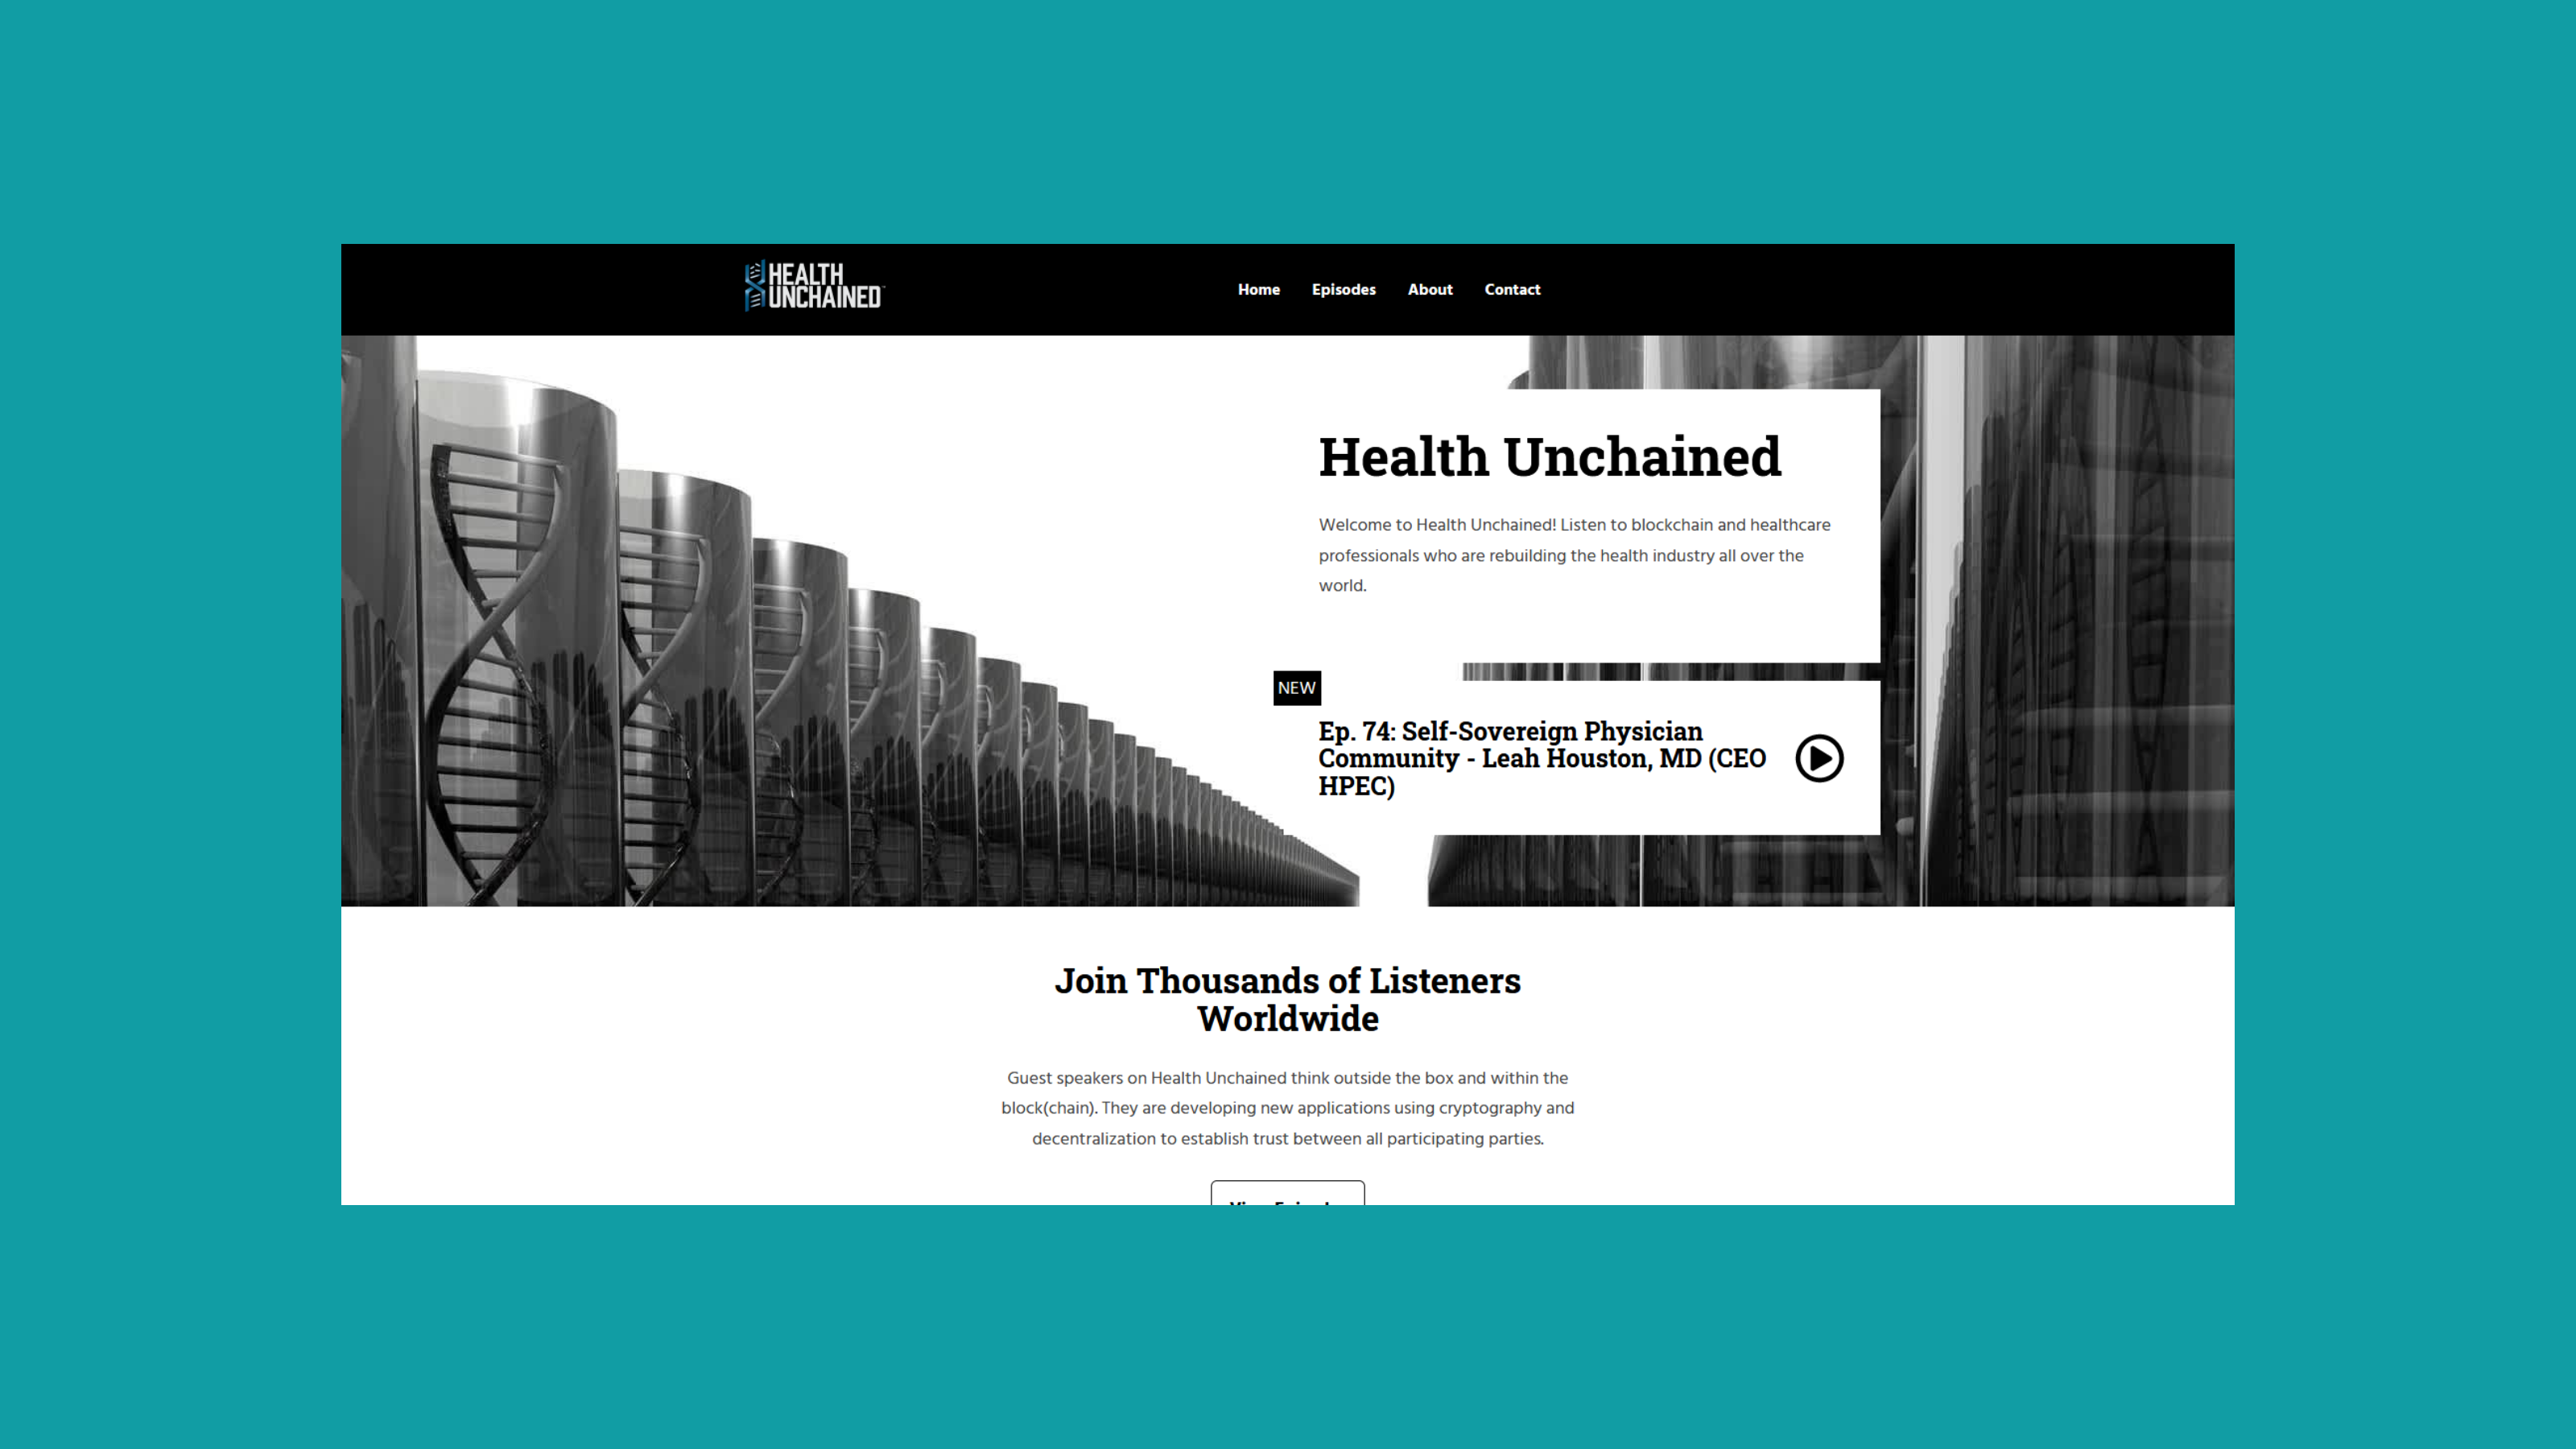 HEALTH
UNCHAINED
Home Episodes About Contact
Health Unchained
Welcome to Health Unchained! Listen to blockchain and healthcare
professionals who are rebuilding the health industry all over the
world.
NEW
Ep. 74: Self-Sovereign Physician
Community - Leah Houston, MD (CEO
HPEC)
Join Thousands of Listeners
Worldwide
Guest speakers on Health Unchained think outside the box and within the
block(chain). They are developing new applications using cryptography and
decentralization to establish trust between all participating parties.